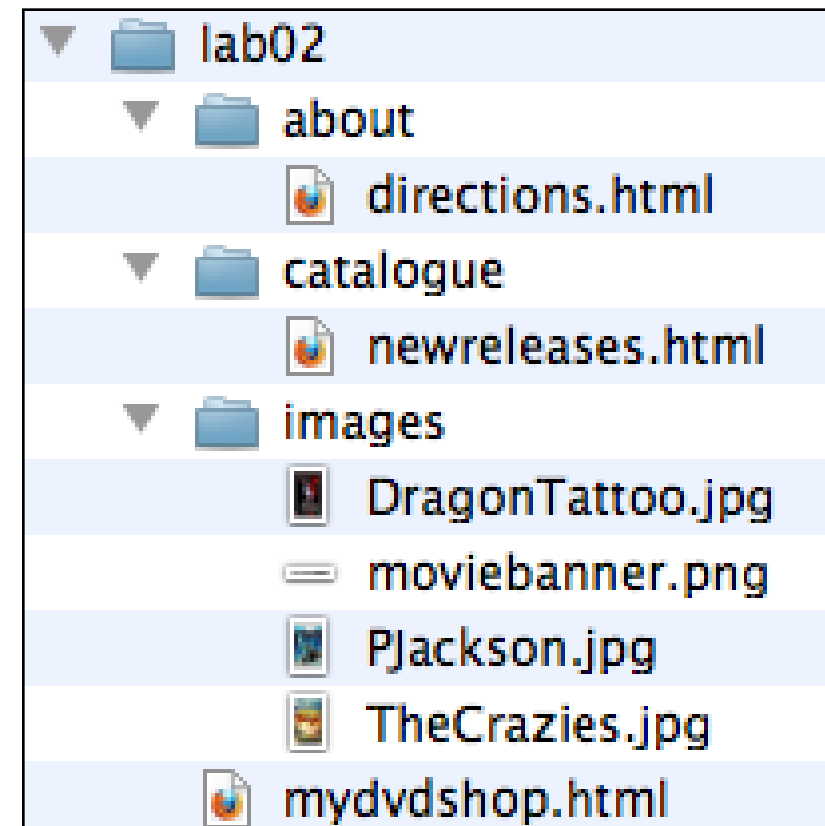 lab02
about
directions.html
catalogue
newreleases.html
images
DragonTattoo.jpg
moviebanner.png
PJackson.jpg
TheCrazies.jpg
mydvdshop.html